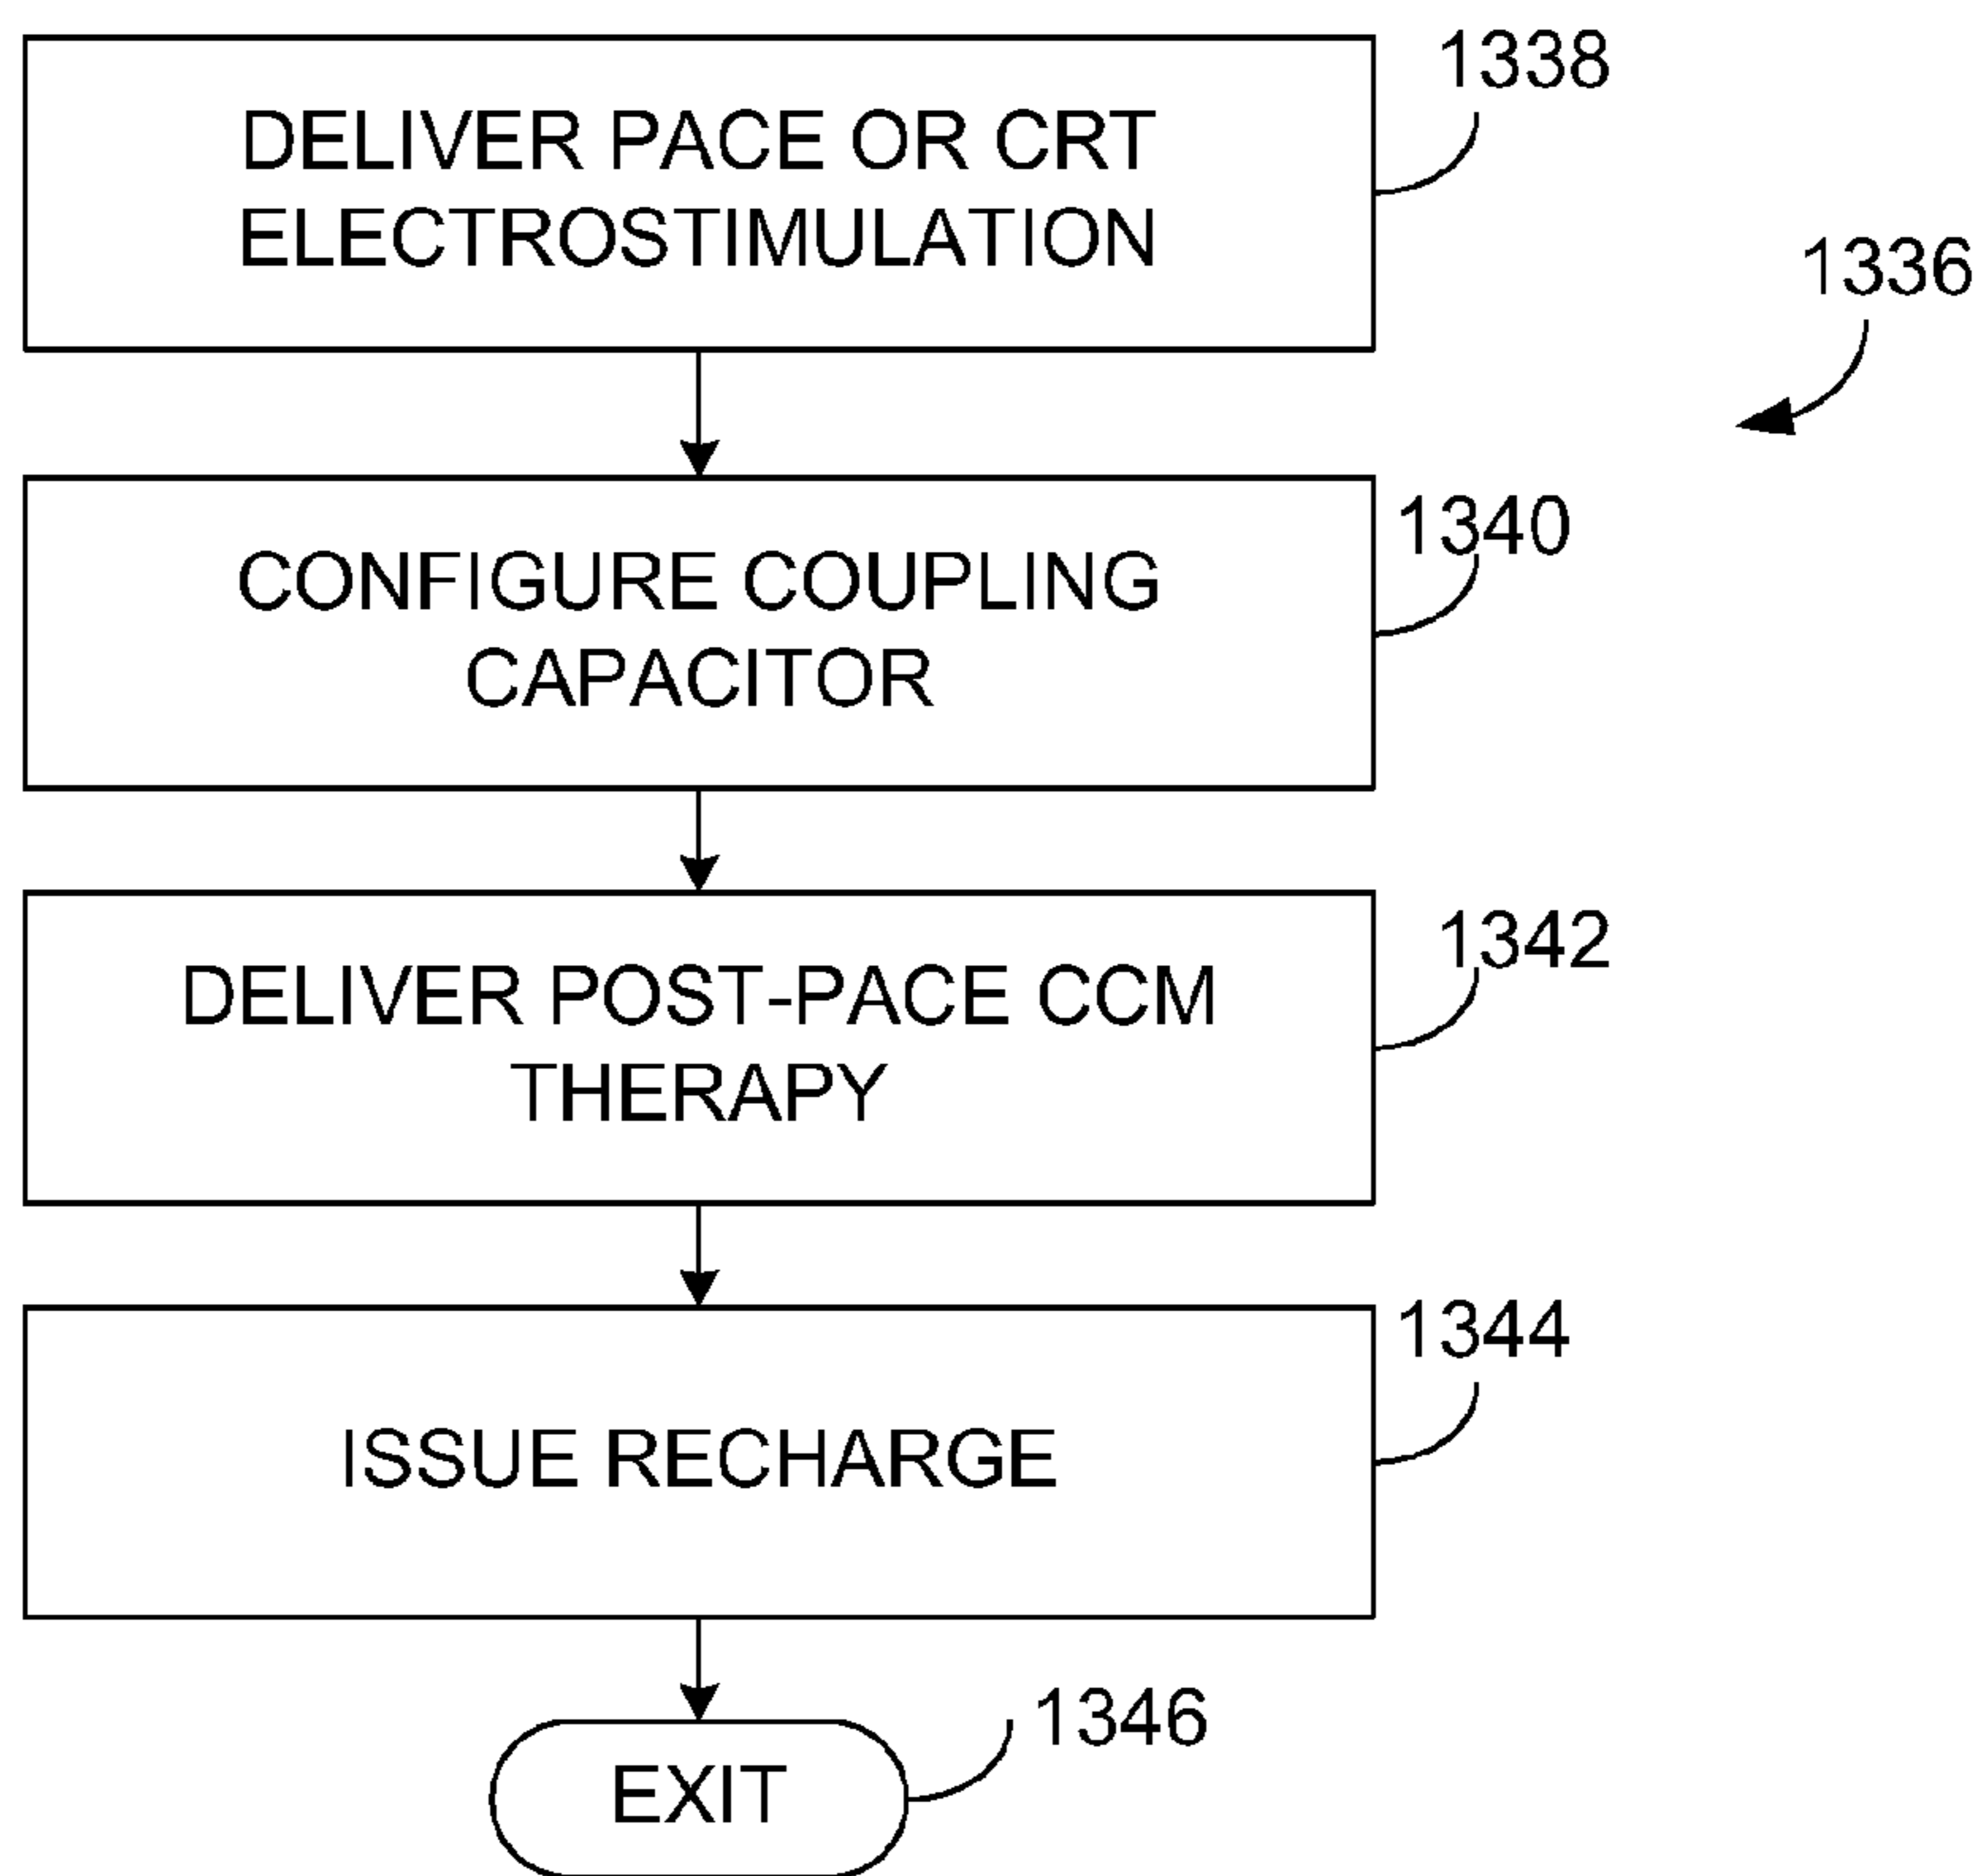 DELIVER PACE OR CRT
ELECTROSTIMULATION
1338
1336
CONFIGURE COUPLING
CAPACITOR
1340
DELIVER POST-PACE CCM
THERAPY
1342
ISSUE RECHARGE
1344
EXIT
1346